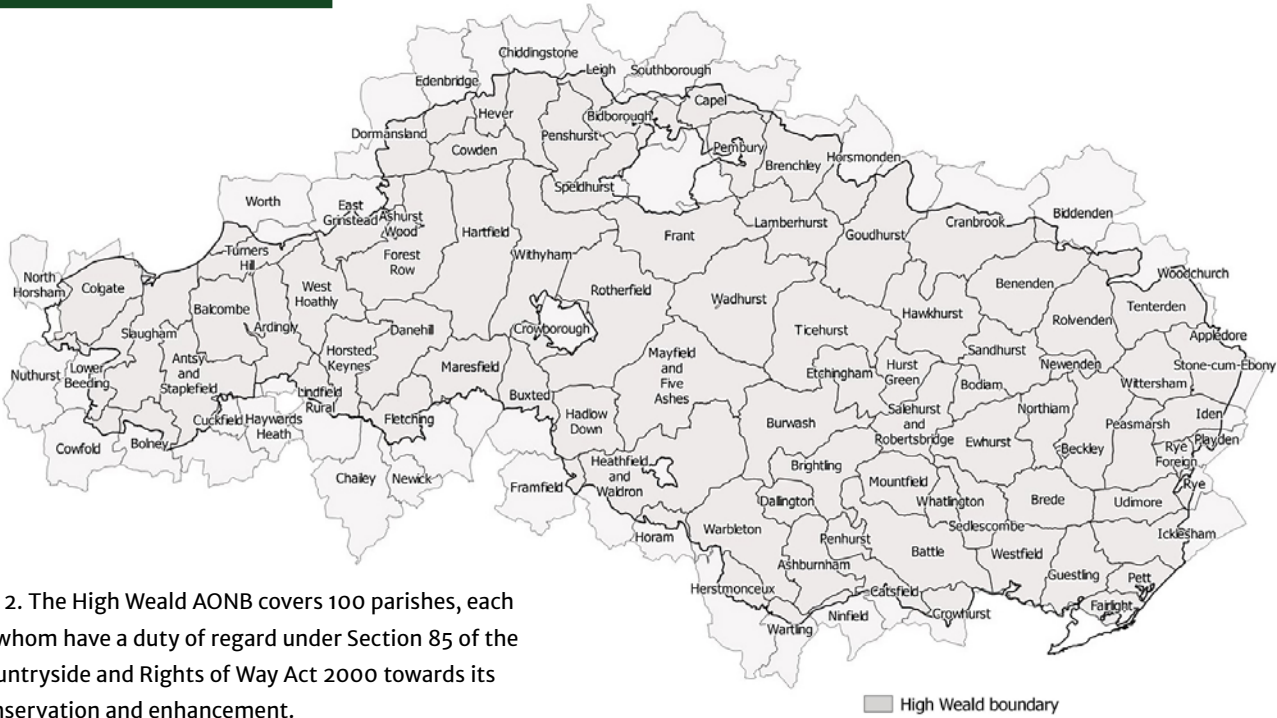 Chiddingstone
Edenbridge
Leigh
Southborough
Hever
Capel
Bidborough
Dormansland
Penshurst
Cowden
Pembury
Brenchley
Horsmonden
Speldhurst
Worth
East
Grinstead
Ashurst
Wood
Hartfield
Frant
Lamberhurst
Goudhurst
Cranbrook
Biddenden
Turners
Hill
Forest
Row
Withyham
North
Horsham
Colgate
West
Hoathly
Rotherfield
Wadhurst
Benenden
Woodchurch
Balcombe
Ardingly
Danehill
Crowborough
Ticehurst
Hawkhurst
Rolvenden
Tenterden
Slaugham
Horsted
Keynes
Maresfield
Mayfield
and
Five
Ashes
Etchingham
Hurst
Green
Sandhurst
Newenden
Appledore
Stone-cum-Ebony
Nuthurst
Lower
Beeding
Antsy
and
Staplefield
Bodiam
Wittersham
Lindfield
Rural
Buxted
Hadlow
Down
Burwash
Salehurst
and
Robertsbridge
Northiam
Peasmarsh
Iden
Cuckfield
Haywards
Heath
Fletching
Ewhurst
Beckley
Rye
Foreign
Playden
Cowfold
Bolney
Chailey
Newick
Framfield
Heathfield
and
Waldron
Brightling
Mountfield
Whatlington
Brede
Udimore
Rye
Dallington
Warbleton
Horam
Penhurst
Sedlescombe
Battle
Westfield
Icklesham
Ashburnham
Guestling
Pett
Herstmonceux
Catsfield
Fairlight
Wartling
Ninfield
Crowhurst
2. The High Weald AONB covers 100 parishes, each
whom have a duty of regard under Section 85 of the
untryside and Rights of Way Act 2000 towards its
nservation and enhancement.
High Weald boundary